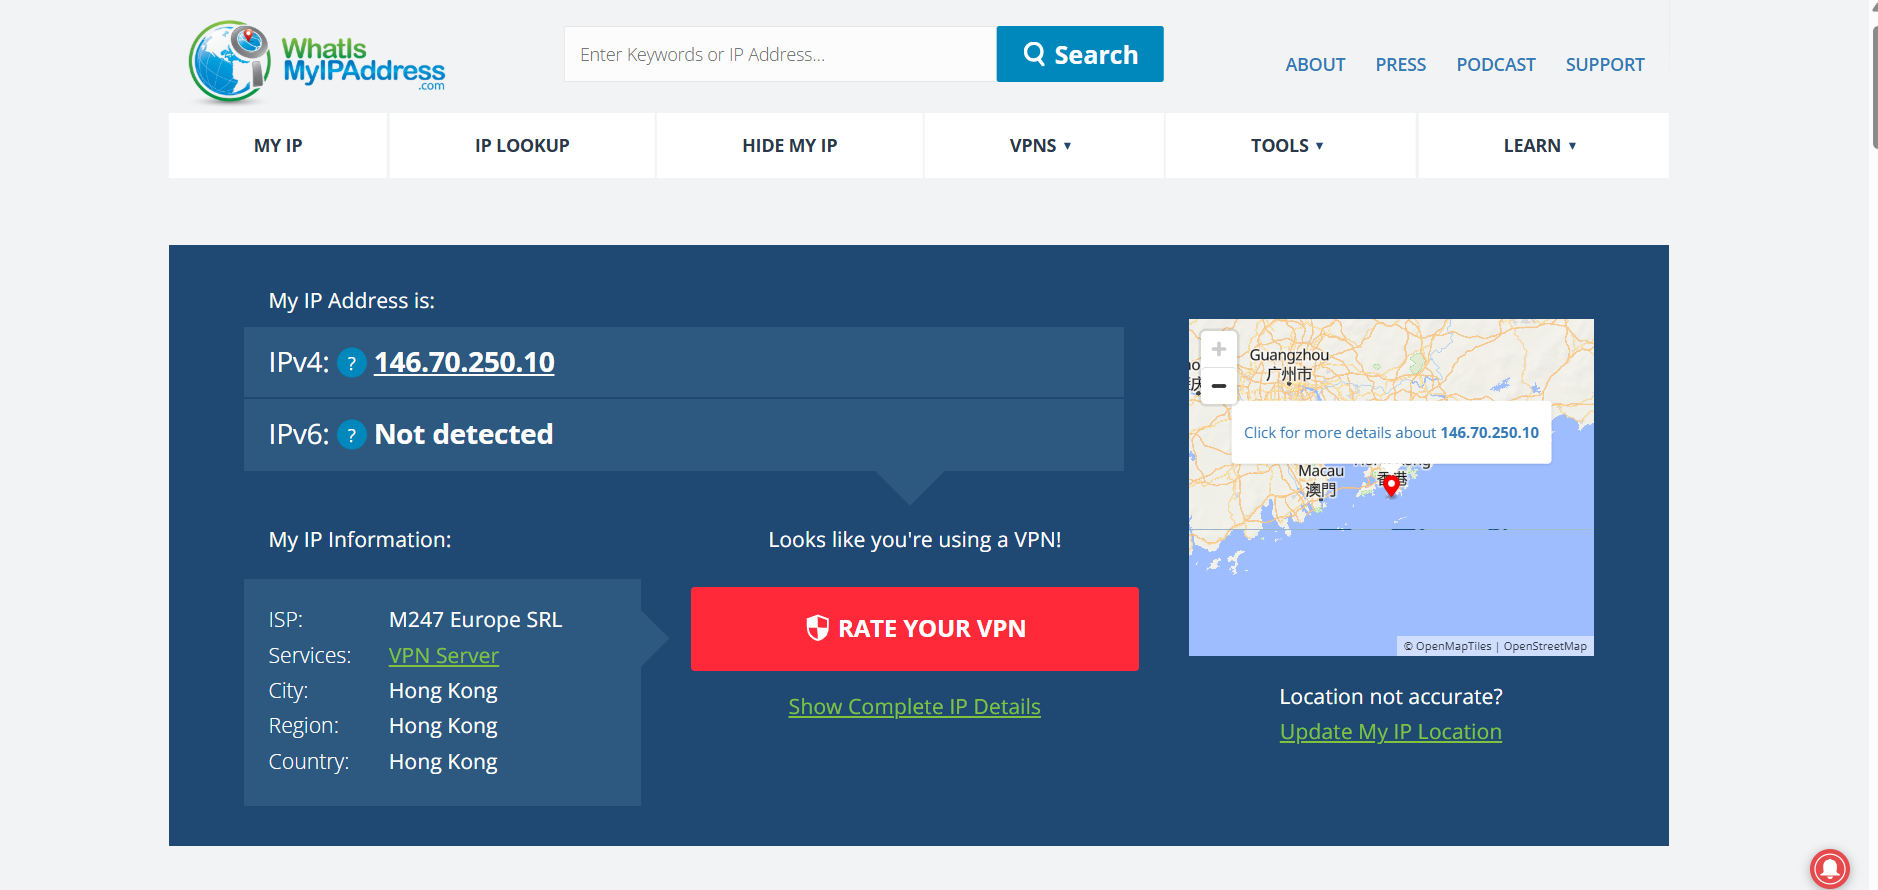 WhatIs
MyIPAddress
.com
Enter Keywords or IP Address...
Search
ABOUT
PRESS
PODCAST
SUPPORT
MY IP
IP LOOKUP
HIDE MY IP
VPNS ▼
TOOLS ▼
LEARN ▼
My IP Address is:
IPv4: ? 146.70.250.10
IPv6: ? Not detected
My IP Information:
ISP: M247 Europe SRL
Services: VPN Server
City: Hong Kong
Region: Hong Kong
Country: Hong Kong
Looks like you're using a VPN!
RATE YOUR VPN
Show Complete IP Details
+
−
Guangzhou
广州市
Click for more details about 146.70.250.10
Macau
澳門
香港
© OpenMapTiles | OpenStreetMap
Location not accurate?
Update My IP Location